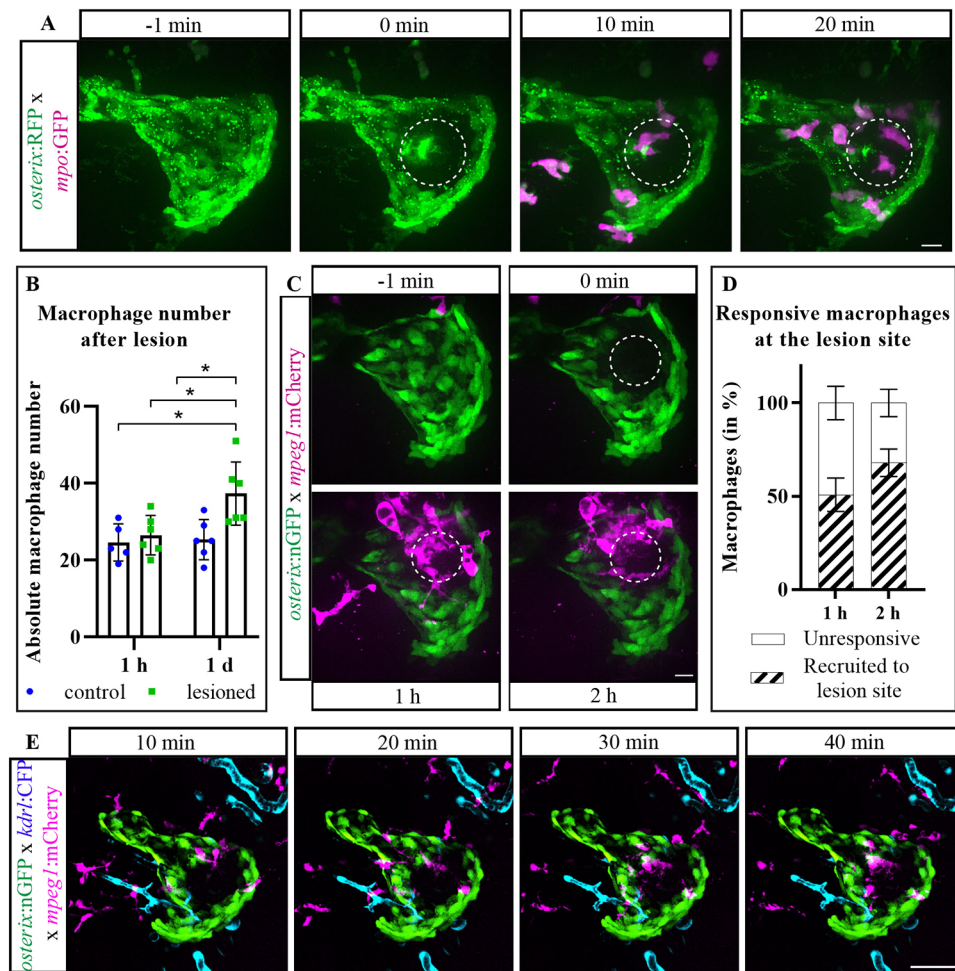 A
-1 min
0 min
10 min
20 min
osterix:RFP x
mpo:GFP
B
Macrophage number
after lesion
*
*
*
Absolute macrophage number
60
40
20
0
1 h
1 d
control
lesioned
C
-1 min
0 min
osterix:nGFP x mpeg1:mCherry
1 h
2 h
D
Responsive macrophages
at the lesion site
Macrophages (in %)
100
50
0
1 h
2 h
Unresponsive
Recruited to
lesion site
E
10 min
20 min
30 min
40 min
osterix:nGFP x kdrl:CFP
x mpeg1:mCherry